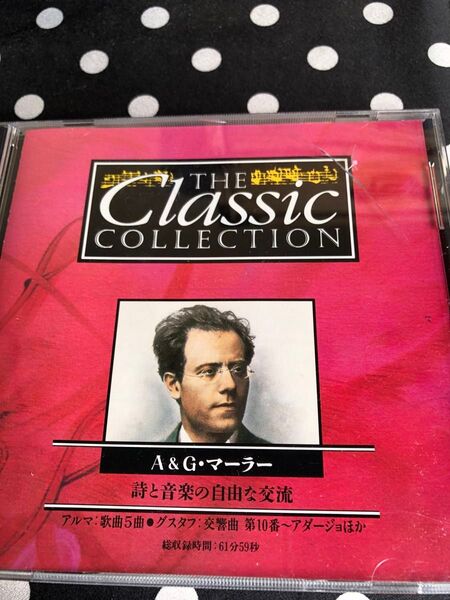 THE
Classic
COLLECTION
A&G・マーラー
詩と音楽の自由な交流
アルマ:歌曲5曲●グスタフ:交響曲 第10番〜アダージョほか
総収録時間:61分59秒